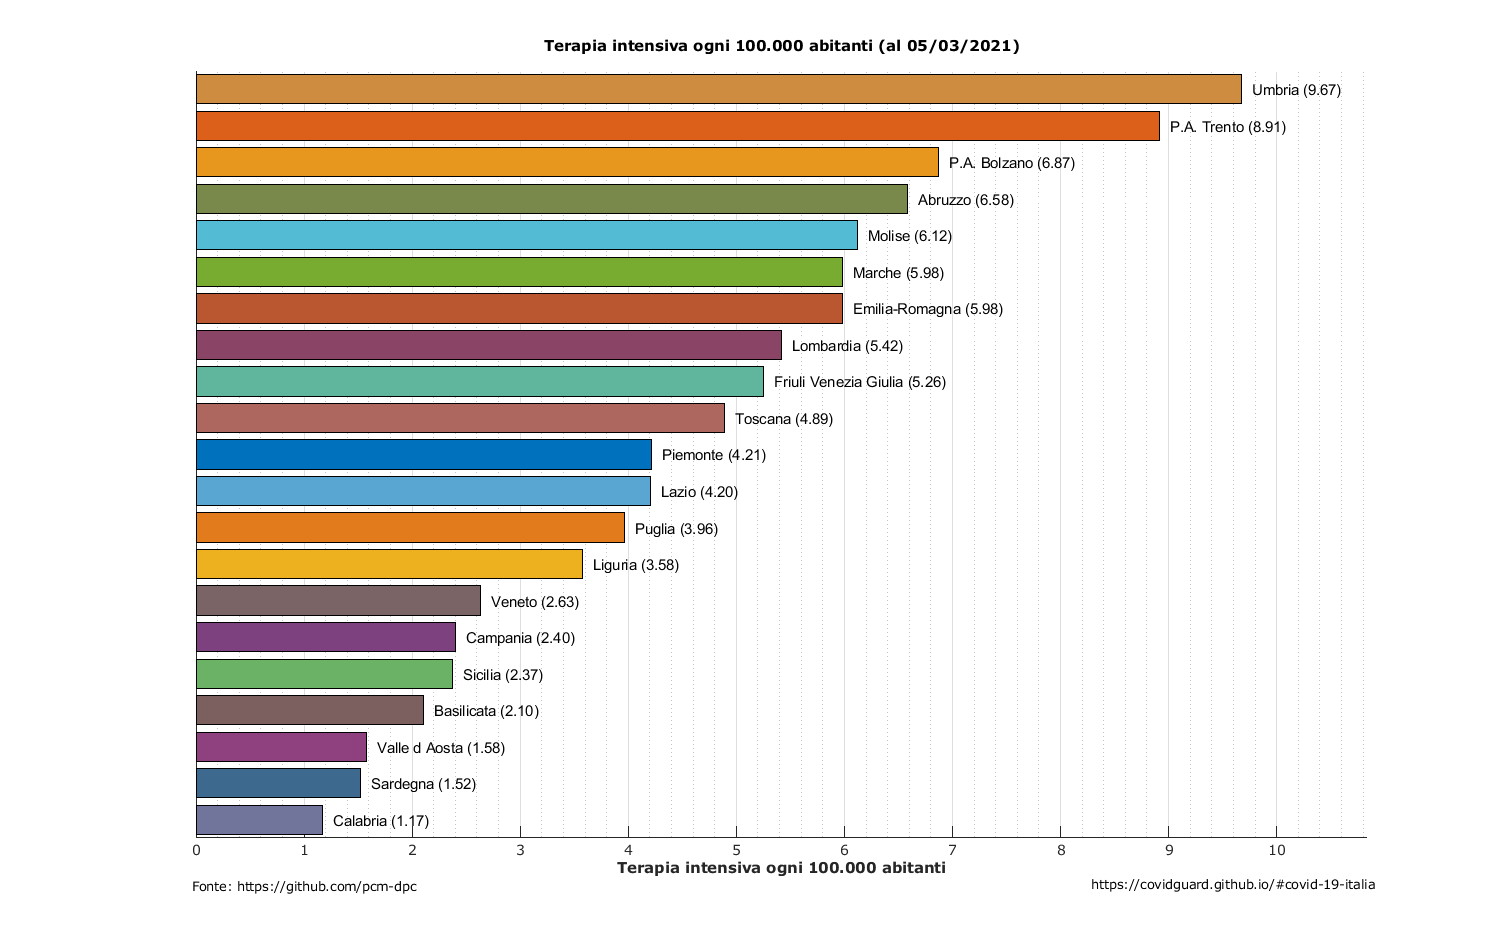 Terapia intensiva ogni 100.000 abitanti (al 05/03/2021)
Umbria (9.67)
P.A. Trento (8.91)
P.A. Bolzano (6.87)
Abruzzo (6.58)
Molise (6.12)
Marche (5.98)
Emilia-Romagna (5.98)
Lombardia (5.42)
Friuli Venezia Giulia (5.26)
Toscana (4.89)
Piemonte (4.21)
Lazio (4.20)
Puglia (3.96)
Liguria (3.58)
Veneto (2.63)
Campania (2.40)
Sicilia (2.37)
Basilicata (2.10)
Valle d Aosta (1.58)
Sardegna (1.52)
Calabria (1.17)
0 1 2 3 4 5 6 7 8 9 10
Terapia intensiva ogni 100.000 abitanti
Fonte: https://github.com/pcm-dpc
https://covidguard.github.io/#covid-19-italia